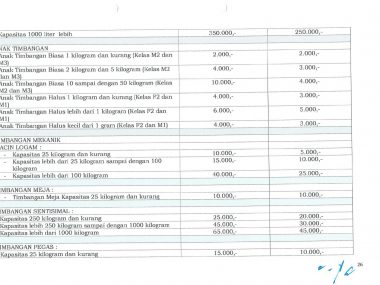 Kapasitas 1000 liter lebih 350.000,- 250.000,-
NAK TIMBANGAN
Anak Timbangan Biasa 1 kilogram dan kurang (Kelas M2 dan M3) 2.000,- 2.000,-
Anak Timbangan Biasa 2 kilogram dan 5 kilogram (Kelas M2 dan M3) 4.000,- 3.000,-
Anak Timbangan Biasa 10 sampai dengan 50 kilogram (Kelas M2 dan M3) 10.000,- 4.000,-
Anak Timbangan Halus 1 kilogram dan kurang (Kelas F2 dan M1) 4.000,- 3.000,-
Anak Timbangan Halus lebih dari 1 kilogram (Kelas F2 dan M1) 6.000,- 5.000,-
Anak Timbangan Halus kecil dari 1 gram (Kelas F2 dan M1) 4.000,- 3.000,-
IMBANGAN MEKANIK
DACIN LOGAM :
- Kapasitas 25 kilogram dan kurang 10.000,- 5.000,-
- Kapasitas lebih dari 25 kilogram sampai dengan 100 kilogram 15.000,- 10.000,-
- Kapasitas lebih dari 100 kilogram 40.000,- 25.000,-
IMBANGAN MEJA :
- Timbangan Meja Kapasitas 25 kilogram dan kurang 10.000,- 10.000,-
IMBANGAN SENTISIMAL :
Kapasitas 250 kilogram dan kurang 25.000,- 20.000,-
Kapasitas lebih 250 kilogram sampai dengan 1000 kilogram 45.000,- 30.000,-
Kapasitas lebih dari 1000 kilogram 65.000,- 45.000,-
IMBANGAN PEGAS :
Kapasitas 25 kilogram dan kurang 15.000,- 10.000,-
26